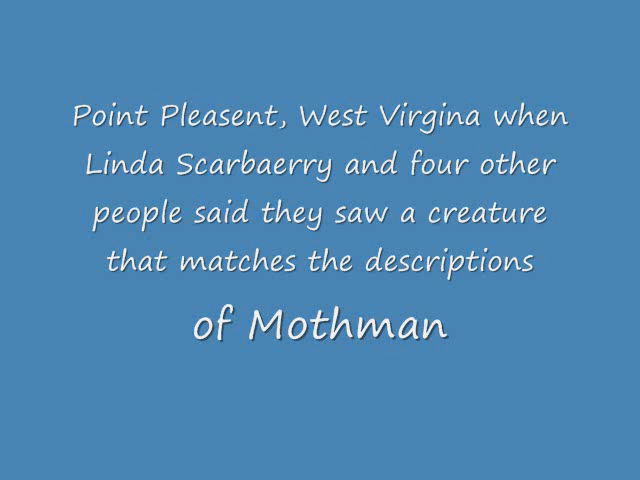 Point Pleasent, West Virgina when
Linda Scarbaerry and four other
people said they saw a creature
that matches the descriptions
of Mothman